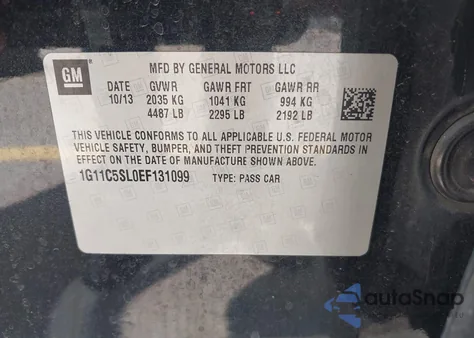 GM
MFD BY GENERAL MOTORS LLC
DATE GVWR GAWR FRT GAWR RR
10/13 2035 KG 1041 KG 994 KG
4487 LB 2295 LB 2192 LB
THIS VEHICLE CONFORMS TO ALL APPLICABLE U.S. FEDERAL MOTOR
VEHICLE SAFETY, BUMPER, AND THEFT PREVENTION STANDARDS IN
EFFECT ON THE DATE OF MANUFACTURE SHOWN ABOVE.
1G11C5SL0EF131099 TYPE: PASS CAR
autoSnap